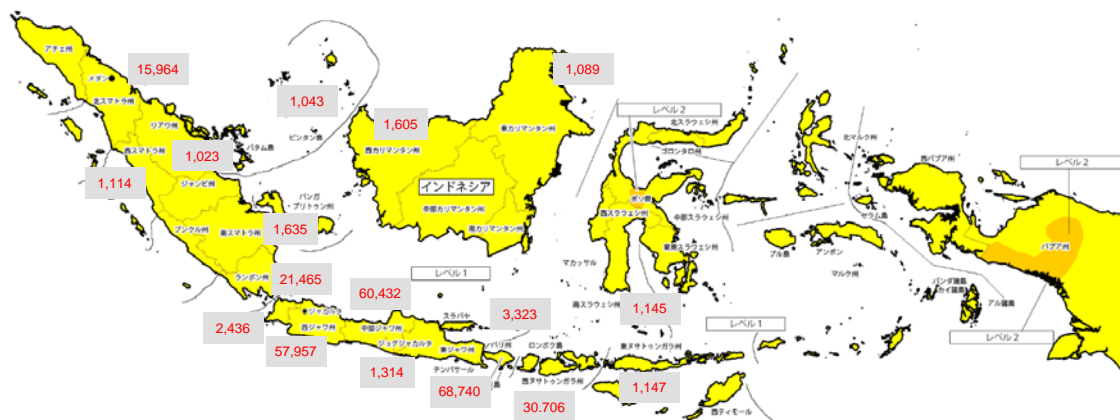 アチェ州
メダン
15,964
北スマトラ州
リアウ州
西スマトラ州
1,023
バタム島
ビンタン島
1,043
1,114
ジャンビ州
バンカ
・ブリトゥン州
ブンクル州
南スマトラ州
1,635
ランポン州
21,465
1,605
西カリマンタン州
1,089
東カリマンタン州
インドネシア
中部カリマンタン州
南カリマンタン州
レベル2
北スラウェシ州
ゴロンタロ州
ポソ県
西スラウェシ州
中部スラウェシ州
東南スラウェシ州
マカッサル
南スラウェシ州
1,145
北マルク州
西パプア州
レベル2
セラム島
ブル島
アンボン
マルク州
パプア州
バンダ諸島
カイ諸島
アル諸島
レベル2
レベル1
60,432
2,436
ジャカルタ
西ジャワ州
中部ジャワ州
スラバヤ
3,323
57,957
ジョグジャカルタ
東ジャワ州
1,314
テンパサール
バリ州
68,740
島
ロンボク島
西ヌサトゥンガラ州
30.706
東ヌサトゥンガラ州
1,147
レベル1
西ティモール